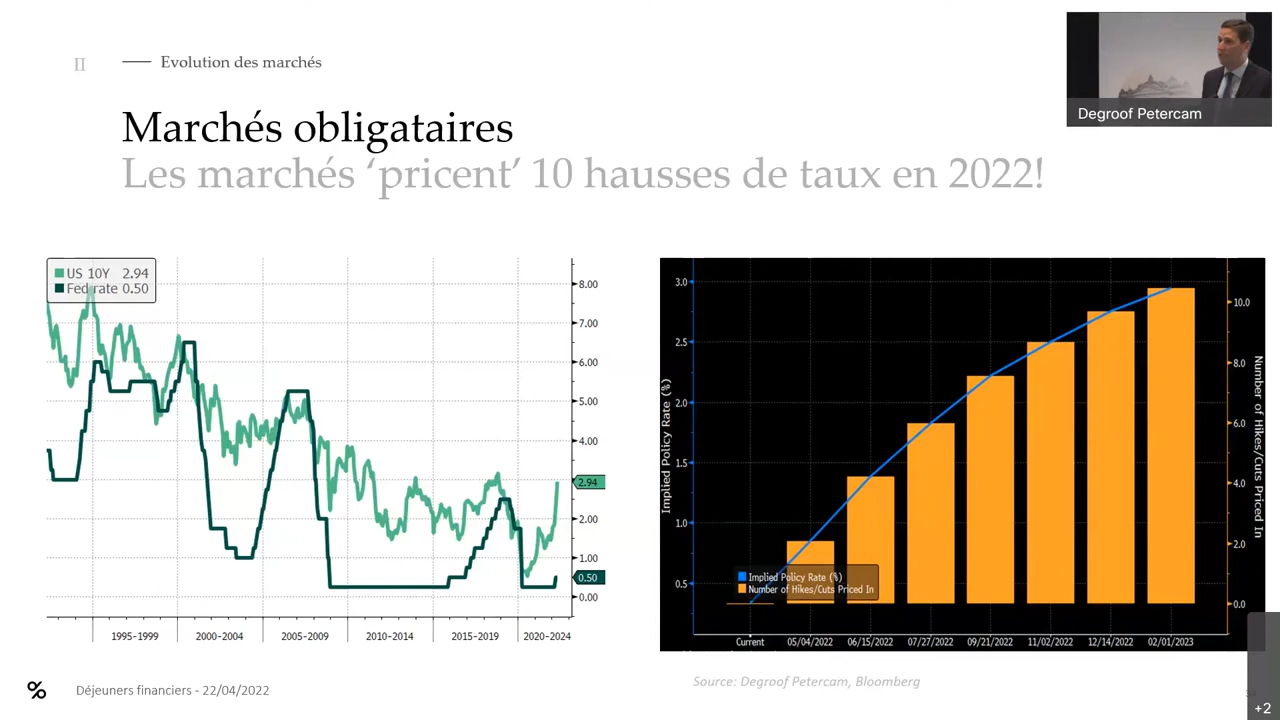 II
Evolution des marchés
Degroof Petercam
Marchés obligataires
Les marchés ‘pricent’ 10 hausses de taux en 2022!
US 10Y 2.94
Fed rate 0.50
8.00
7.00
6.00
5.00
4.00
2.94
2.00
1.00
0.50
0.00
1995-1999
2000-2004
2005-2009
2010-2014
2015-2019
2020-2024
Implied Policy Rate (%)
3.0
2.5
2.0
1.5
1.0
0.5
Implied Policy Rate (%)
Number of Hikes/Cuts Priced In
10.0
8.0
6.0
4.0
2.0
0.0
Number of Hikes/Cuts Priced In
Current
05/04/2022
06/15/2022
07/27/2022
09/21/2022
11/02/2022
12/14/2022
02/01/2023
Source: Degroof Petercam, Bloomberg
Déjeuners financiers - 22/04/2022
+2